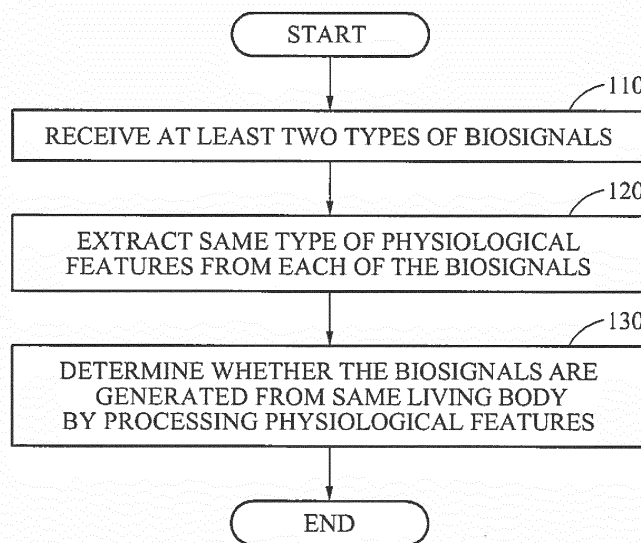 START
110
RECEIVE AT LEAST TWO TYPES OF BIOSIGNALS
120
EXTRACT SAME TYPE OF PHYSIOLOGICAL
FEATURES FROM EACH OF THE BIOSIGNALS
130
DETERMINE WHETHER THE BIOSIGNALS ARE
GENERATED FROM SAME LIVING BODY
BY PROCESSING PHYSIOLOGICAL FEATURES
END